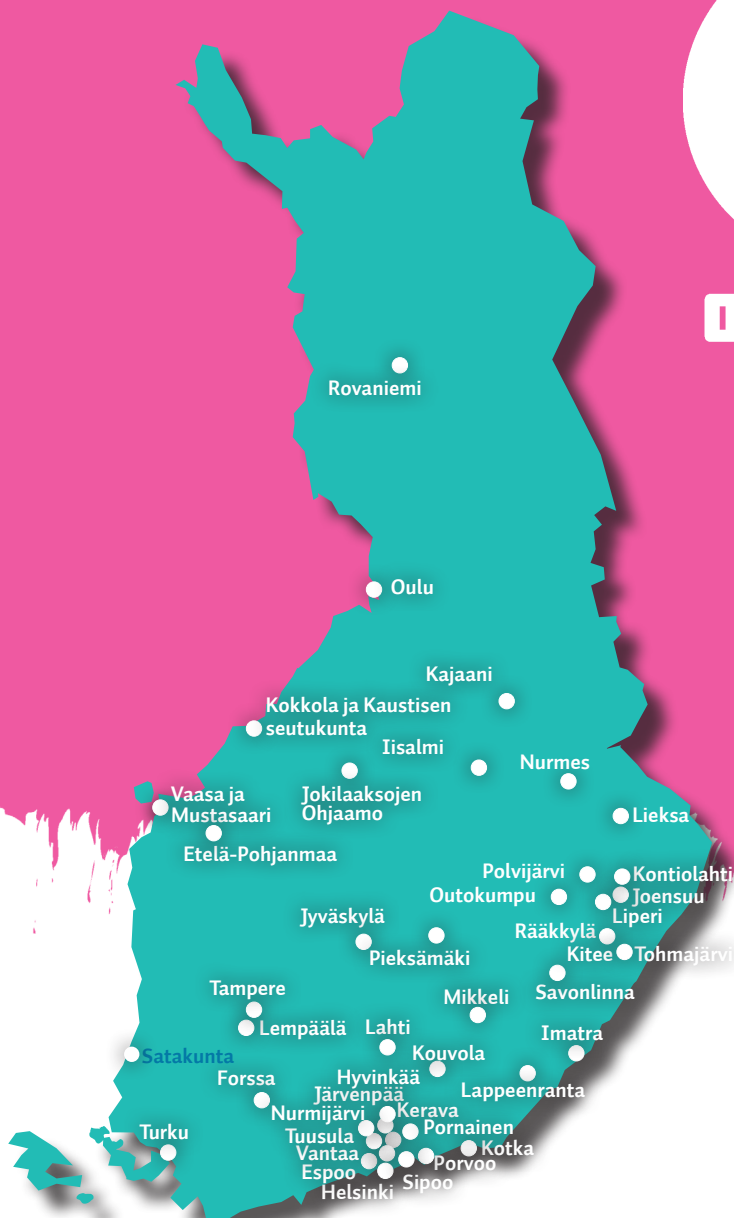 I
Rovaniemi
Oulu
Kajaani
Kokkola ja Kaustisen
seutukunta
Iisalmi
Nurmes
Vaasa ja
Mustasaari
Jokilaaksojen
Ohjaamo
Lieksa
Etelä-Pohjanmaa
Polvijärvi
Kontiolahti
Outokumpu
Joensuu
Liperi
Jyväskylä
Rääkkylä
Pieksämäki
Kitee
Tohmajärvi
Tampere
Mikkeli
Savonlinna
Lempäälä
Lahti
Imatra
Satakunta
Kouvola
Forssa
Hyvinkää
Lappeenranta
Järvenpää
Nurmijärvi
Kerava
Pornainen
Turku
Tuusula
Kotka
Vantaa
Porvoo
Espoo
Sipoo
Helsinki